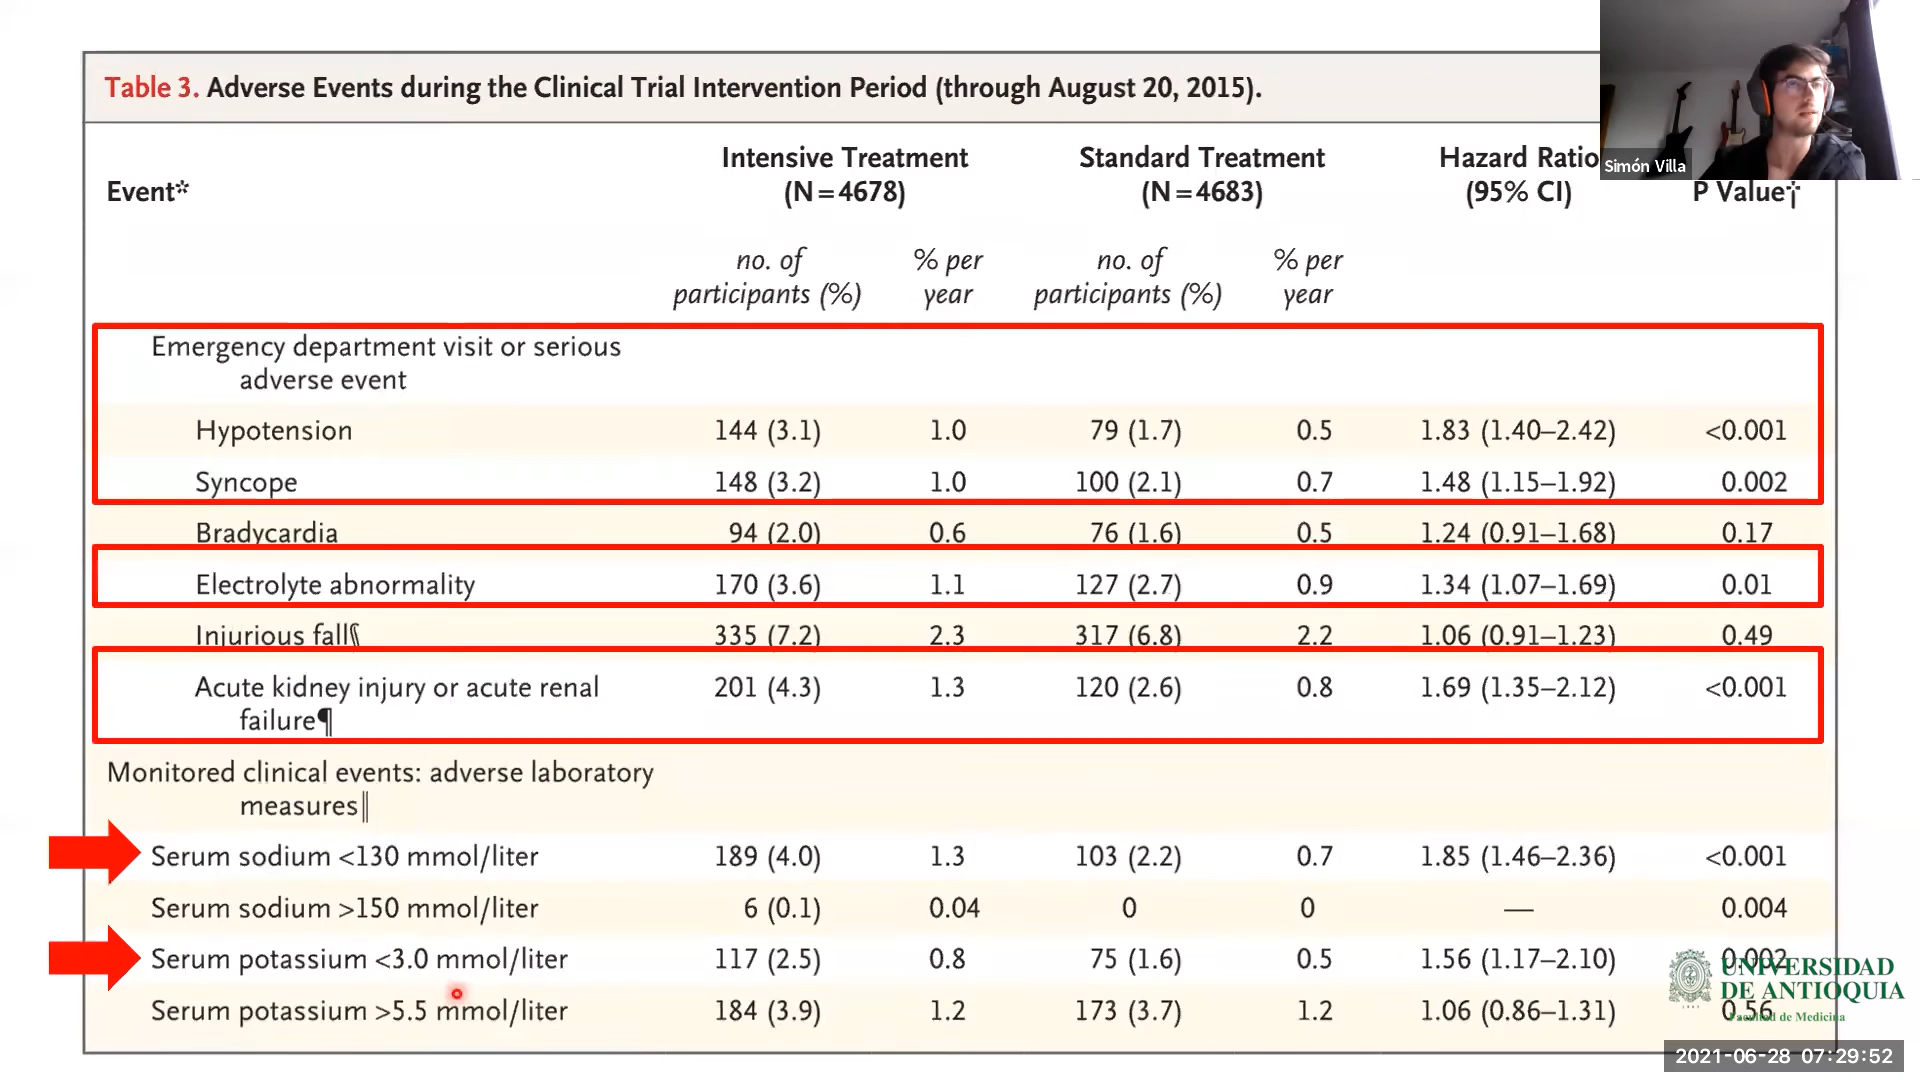 Table 3. Adverse Events during the Clinical Trial Intervention Period (through August 20, 2015).
Simón Villa
Event* Intensive Treatment (N=4678) Standard Treatment (N=4683) Hazard Ratio (95% CI) P Value†
no. of participants (%) % per year no. of participants (%) % per year
Emergency department visit or serious
adverse event
Hypotension 144 (3.1) 1.0 79 (1.7) 0.5 1.83 (1.40–2.42) <0.001
Syncope 148 (3.2) 1.0 100 (2.1) 0.7 1.48 (1.15–1.92) 0.002
Bradycardia 94 (2.0) 0.6 76 (1.6) 0.5 1.24 (0.91–1.68) 0.17
Electrolyte abnormality 170 (3.6) 1.1 127 (2.7) 0.9 1.34 (1.07–1.69) 0.01
Injurious fall¶ 335 (7.2) 2.3 317 (6.8) 2.2 1.06 (0.91–1.23) 0.49
Acute kidney injury or acute renal 201 (4.3) 1.3 120 (2.6) 0.8 1.69 (1.35–2.12) <0.001
failure¶
Monitored clinical events: adverse laboratory
measures‖
Serum sodium <130 mmol/liter 189 (4.0) 1.3 103 (2.2) 0.7 1.85 (1.46–2.36) <0.001
Serum sodium >150 mmol/liter 6 (0.1) 0.04 0 0 — 0.004
Serum potassium <3.0 mmol/liter 117 (2.5) 0.8 75 (1.6) 0.5 1.56 (1.17–2.10) 0.002
Serum potassium >5.5 mmol/liter 184 (3.9) 1.2 173 (3.7) 1.2 1.06 (0.86–1.31) 0.56
UNIVERSIDAD
DE ANTIOQUIA
Facultad de Medicina
2021-06-28 07:29:52